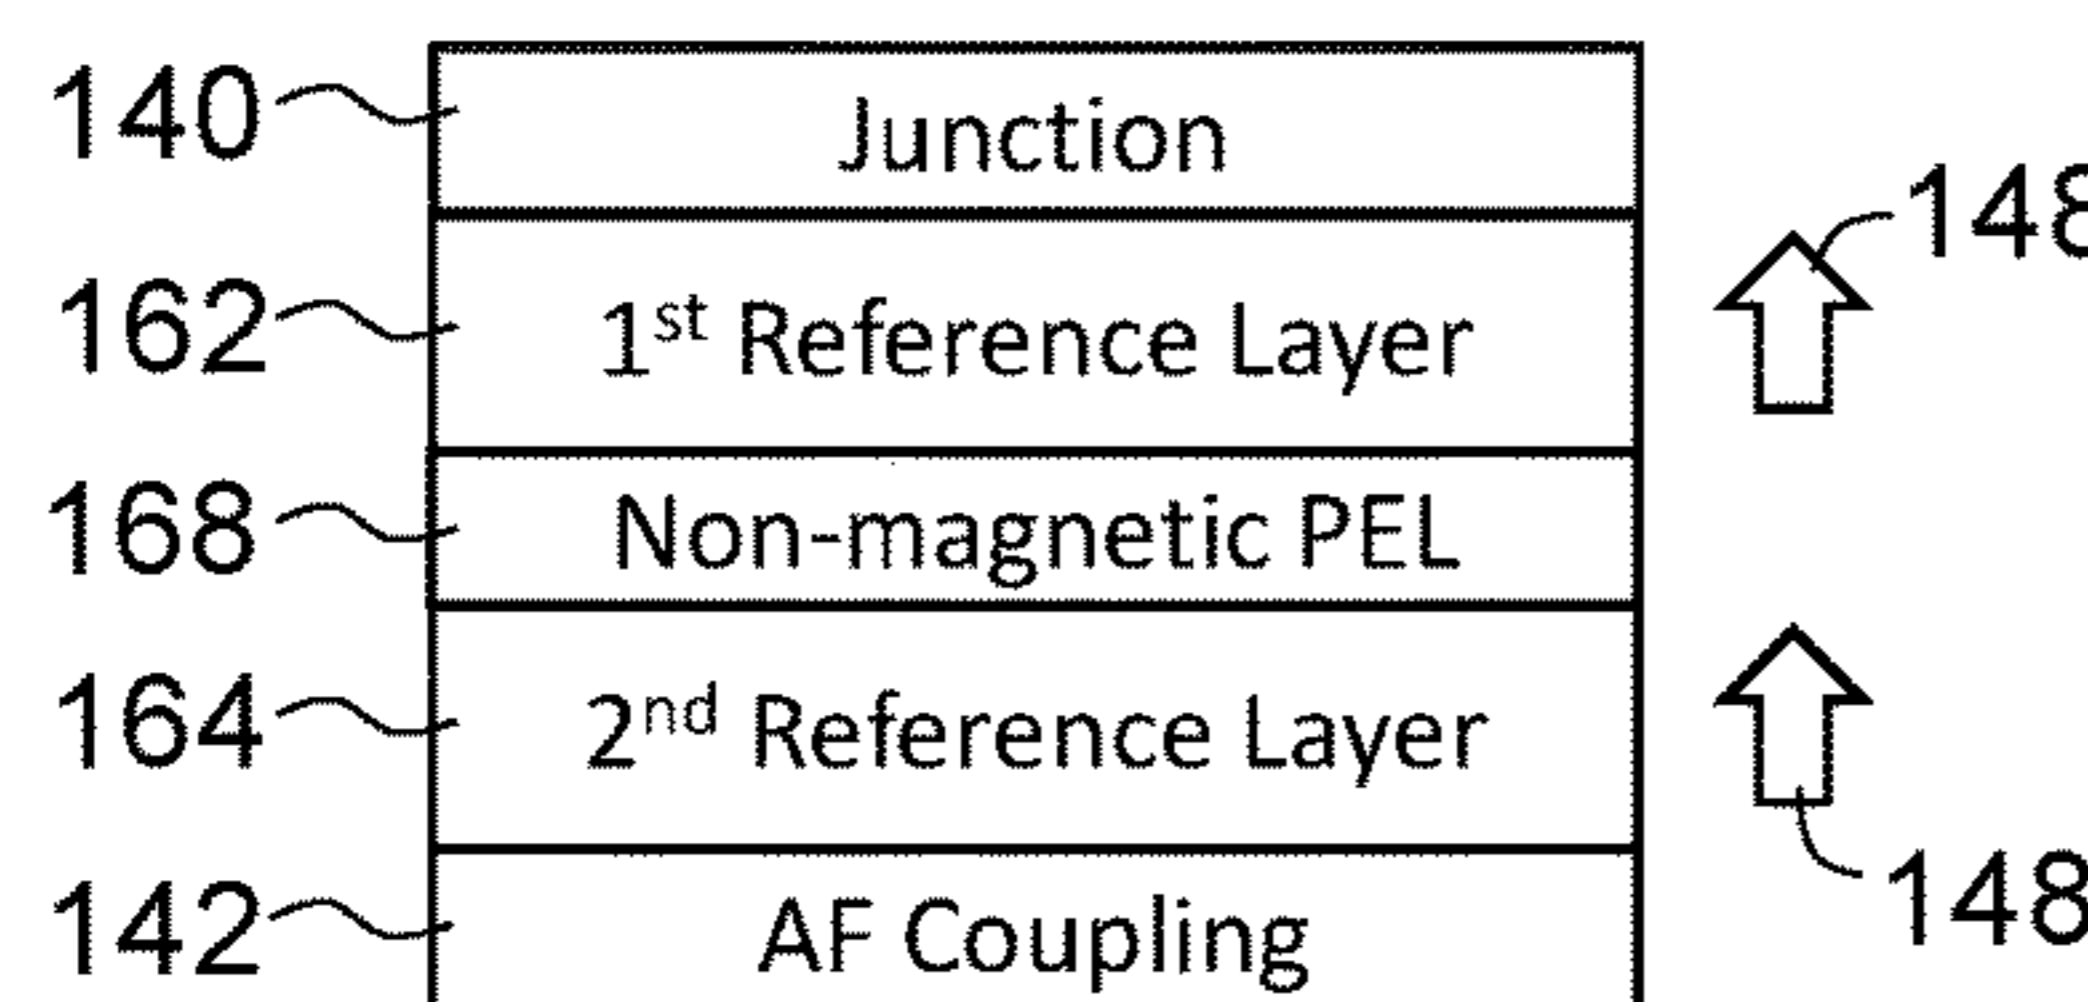 140 Junction
148
162 1st Reference Layer
168 Non-magnetic PEL
164 2nd Reference Layer
148
142 AF Coupling